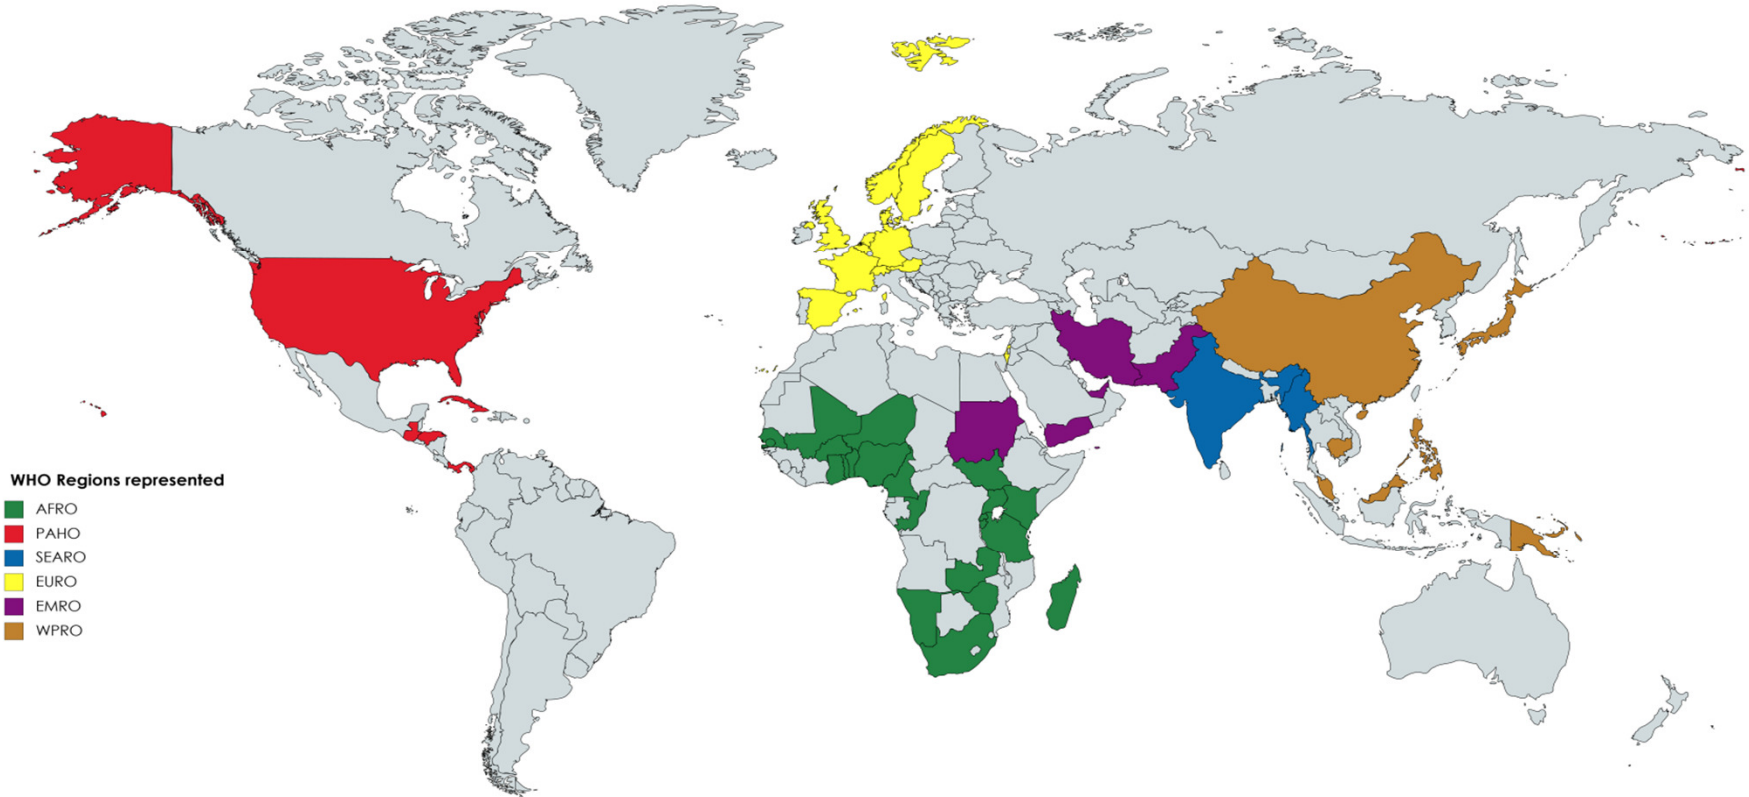 WHO Regions represented
AFRO
PAHO
SEARO
EURO
EMRO
WPRO